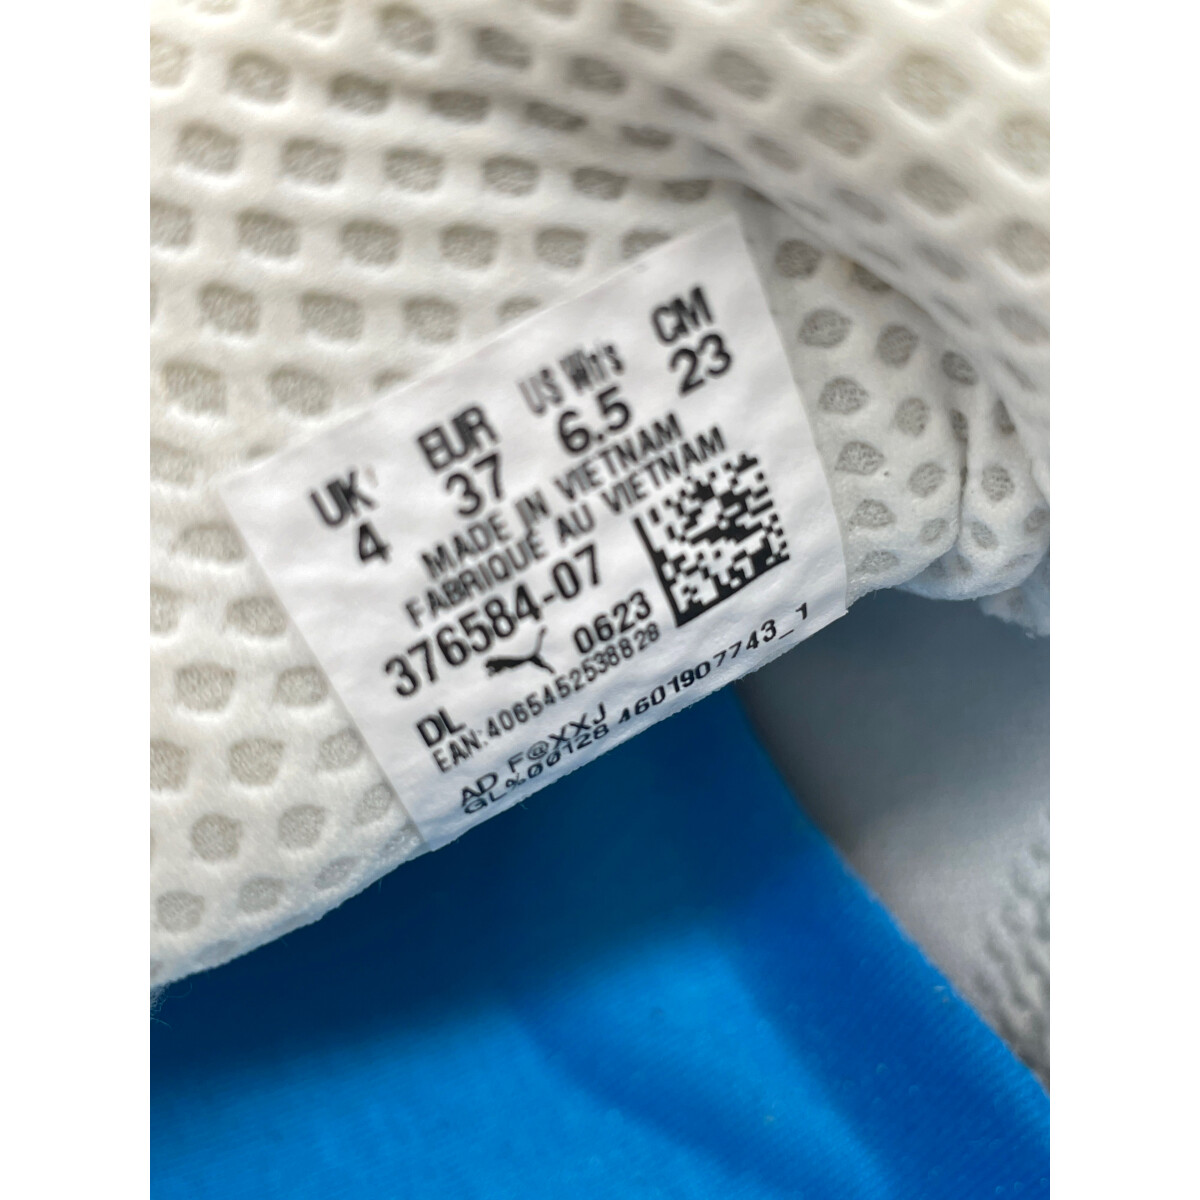 UK EUR US Wn's CM
4 37 6.5 23
MADE IN VIETNAM
FABRIQUÉ AU VIETNAM
376584-07
0623
DL
EAN:4065452538828
AD F@XXJ
GL%00128 4601907743_1